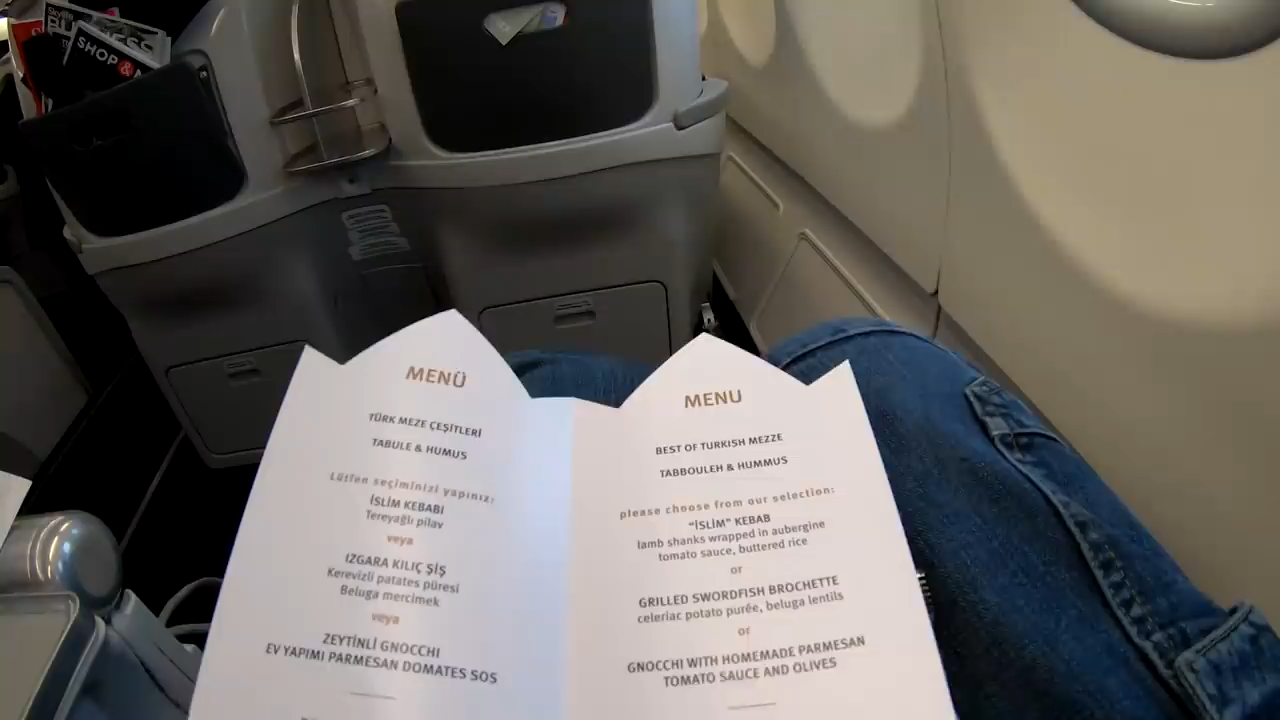 Skylife
BUSINESS
SHOP &
MENÜ
TÜRK MEZE ÇEŞİTLERİ
TABULE & HUMUS
Lütfen seçiminizi yapınız:
İSLİM KEBABI
Tereyağlı pilav
veya
IZGARA KILIÇ ŞİŞ
Kerevizli patates püresi
Beluga mercimek
veya
ZEYTİNLİ GNOCCHI
EV YAPIMI PARMESAN DOMATES SOS
MENU
BEST OF TURKISH MEZZE
TABBOULEH & HUMMUS
please choose from our selection:
"İSLİM" KEBAB
lamb shanks wrapped in aubergine
tomato sauce, buttered rice
or
GRILLED SWORDFISH BROCHETTE
celeriac potato purée, beluga lentils
or
GNOCCHI WITH HOMEMADE PARMESAN
TOMATO SAUCE AND OLIVES